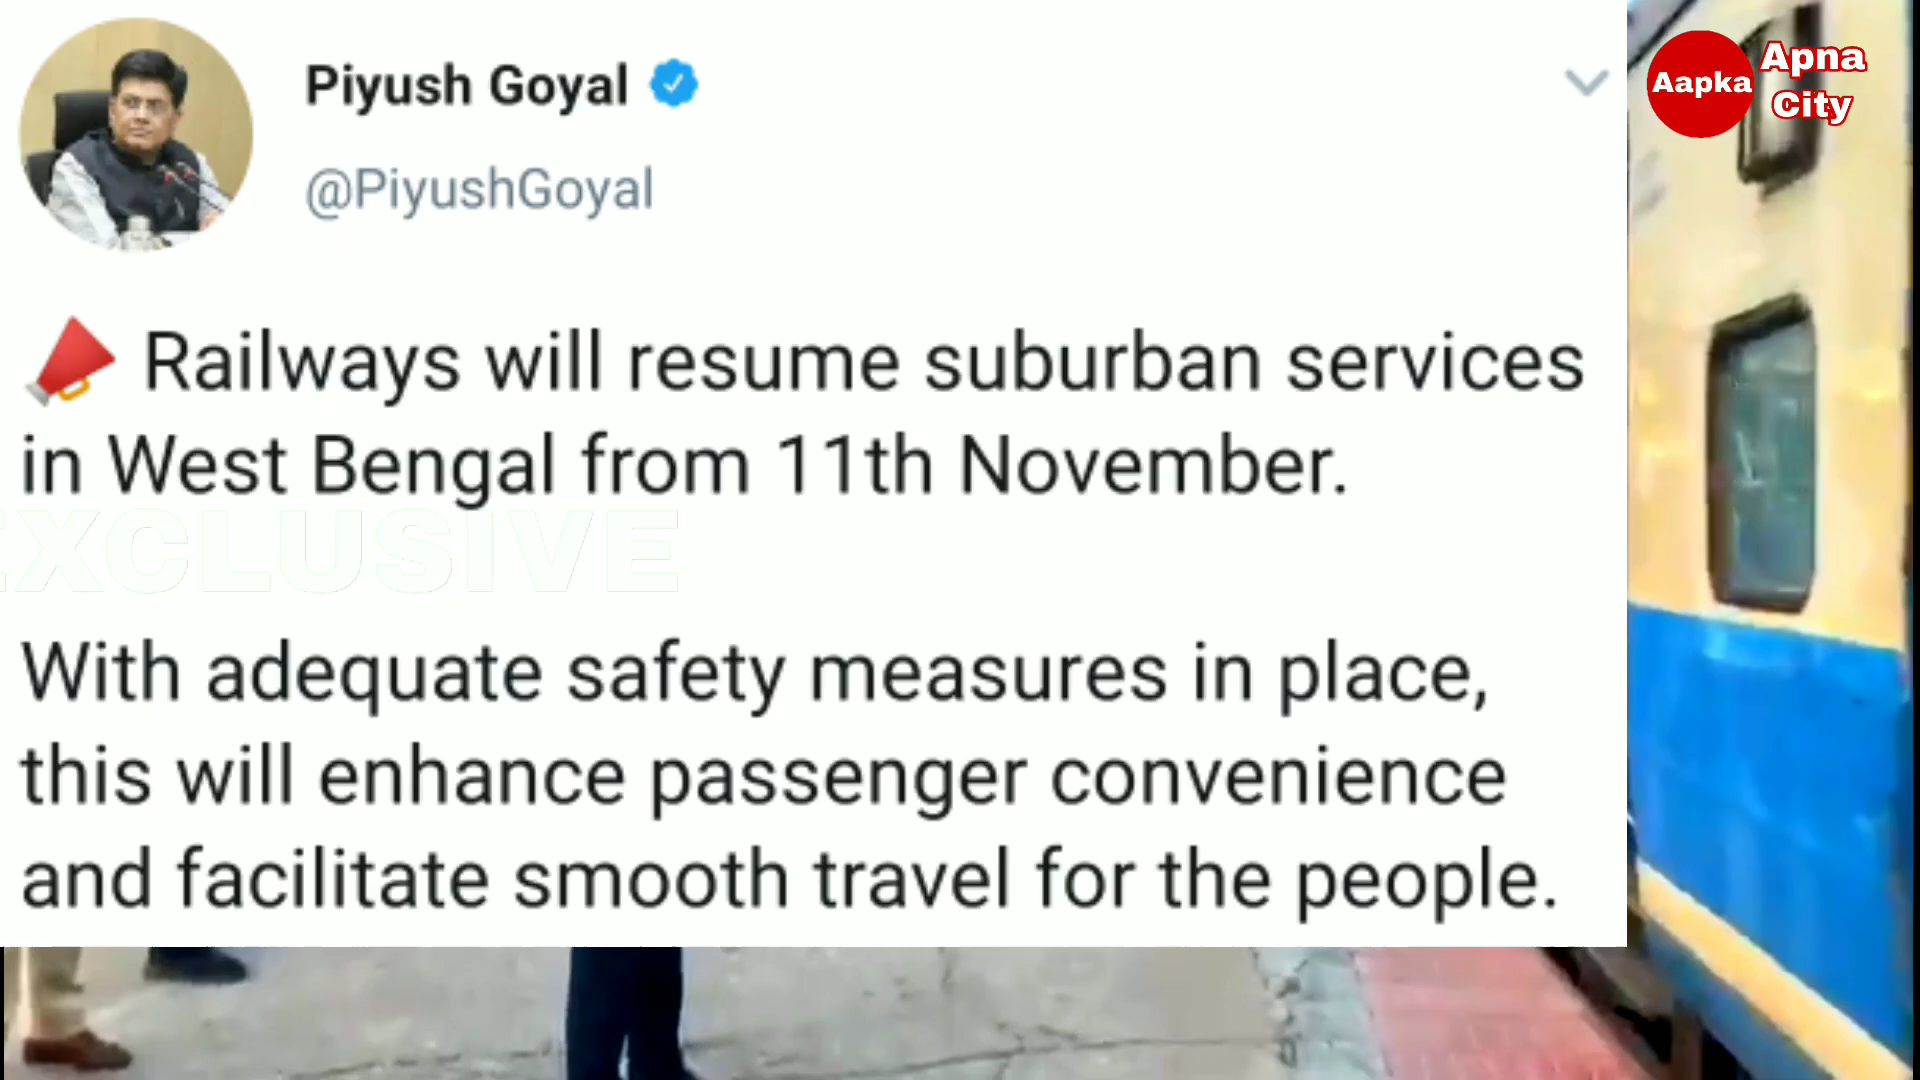 Piyush Goyal
@PiyushGoyal
Aapka
Apna
City
📣 Railways will resume suburban services
in West Bengal from 11th November.
EXCLUSIVE
With adequate safety measures in place,
this will enhance passenger convenience
and facilitate smooth travel for the people.